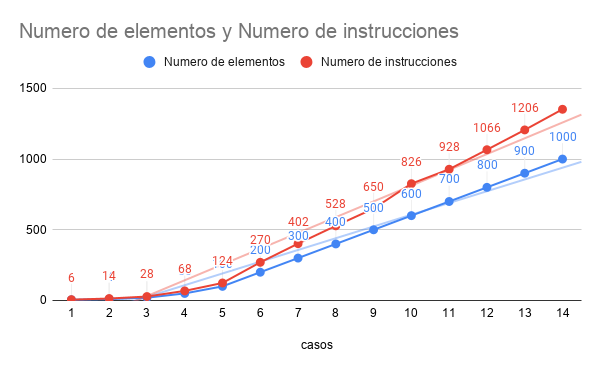 Numero de elementos y Numero de instrucciones
Numero de elementos Numero de instrucciones
1500
1000
500
0
6 14 28 68 124 270 402 528 650 826 928 1066 1206
200 300 400 500 600 700 800 900 1000
1 2 3 4 5 6 7 8 9 10 11 12 13 14
casos